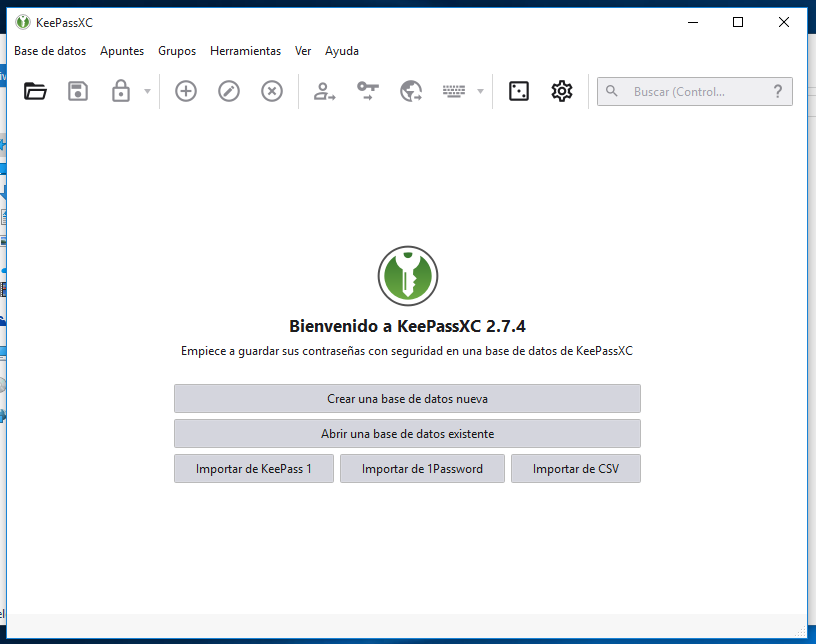 KeePassXC
Base de datos Apuntes Grupos Herramientas Ver Ayuda
Buscar (Control... ?
Bienvenido a KeePassXC 2.7.4
Empiece a guardar sus contraseñas con seguridad en una base de datos de KeePassXC
Crear una base de datos nueva
Abrir una base de datos existente
Importar de KeePass 1 Importar de 1Password Importar de CSV